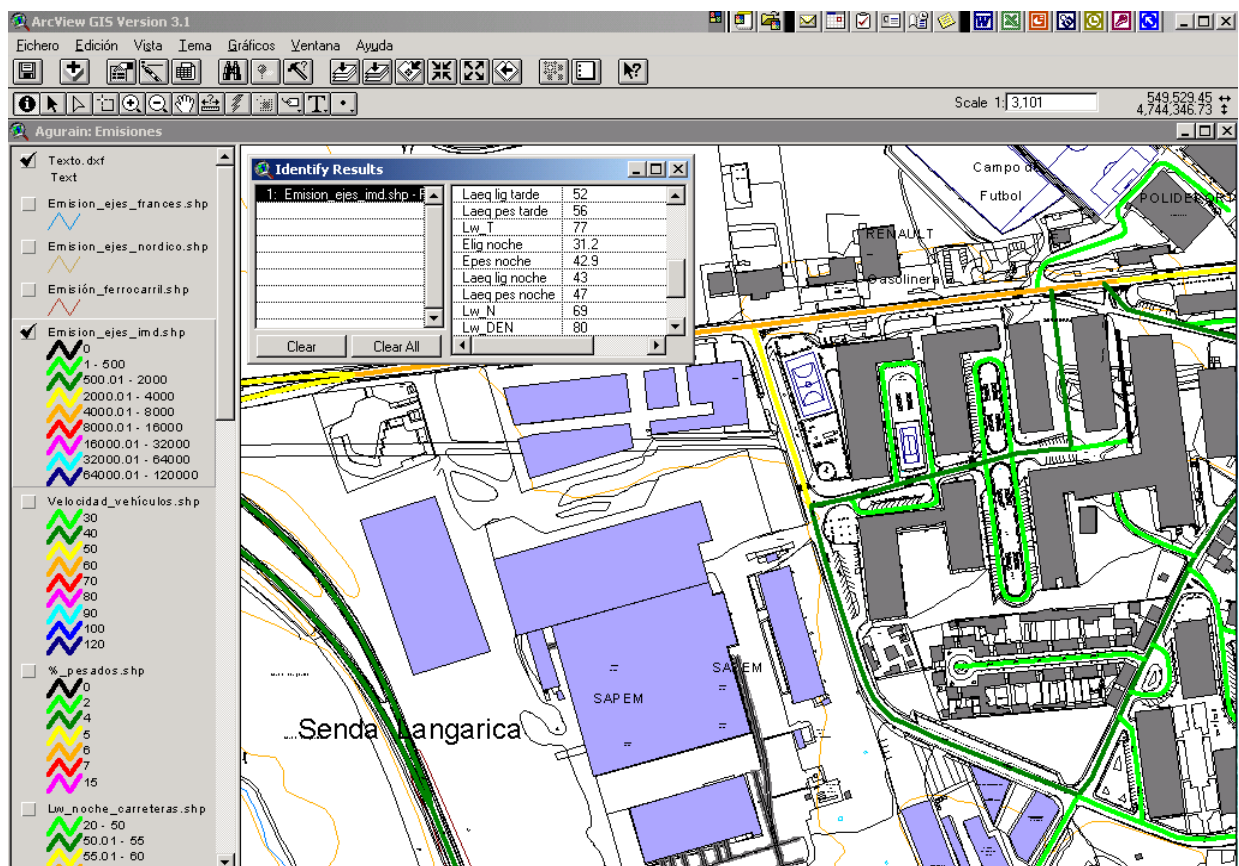 ArcView GIS Version 3.1
Fichero Edición Vista Tema Gráficos Ventana Ayuda
Scale 1: 3,101
549,529.45
4,744,346.73
Agurain: Emisiones
Texto.dxf
Text
Emision_ejes_frances.shp
Emision_ejes_nordico.shp
Emisión_ferrocarril.shp
Emision_ejes_imd.shp
0
1 - 500
500.01 - 2000
2000.01 - 4000
4000.01 - 8000
8000.01 - 16000
16000.01 - 32000
32000.01 - 64000
64000.01 - 120000
Velocidad_vehículos.shp
30
40
50
60
70
80
90
100
120
%_pesados.shp
0
2
4
5
6
7
15
Lw_noche_carreteras.shp
20 - 50
50.01 - 55
55.01 - 60
Identify Results
1: Emision_ejes_imd.shp -
Laeq lig tarde 52
Laeq pes tarde 56
Lw_T 77
Elig noche 31.2
Epes noche 42.9
Laeq lig noche 43
Laeq pes noche 47
Lw_N 69
Lw_DEN 80
Clear Clear All
Campo de
Futbol
POLIDEPORT
RENAULT
Gasolinera
SAPEM
SAPEM
Senda Langarica